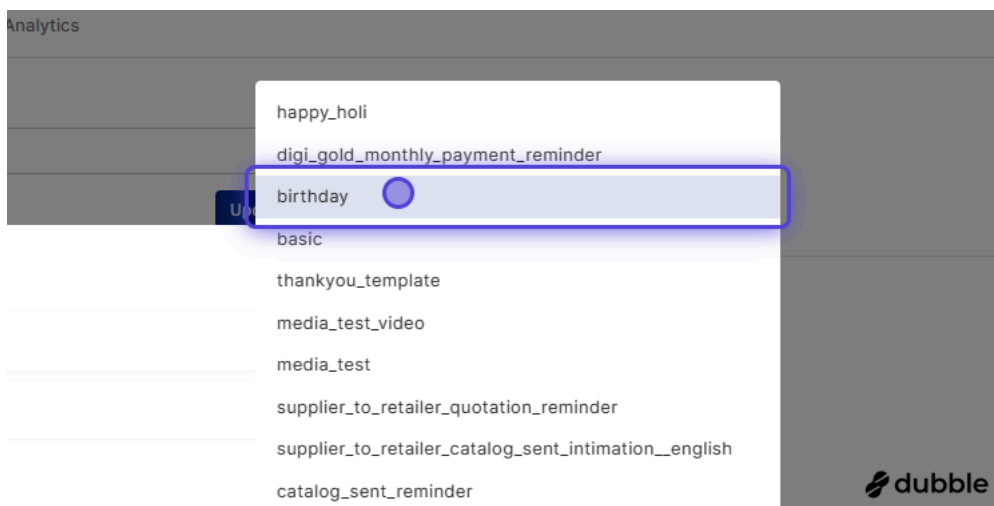 Analytics
happy_holi
digi_gold_monthly_payment_reminder
birthday
basic
thankyou_template
media_test_video
media_test
supplier_to_retailer_quotation_reminder
supplier_to_retailer_catalog_sent_intimation__english
catalog_sent_reminder
dubble